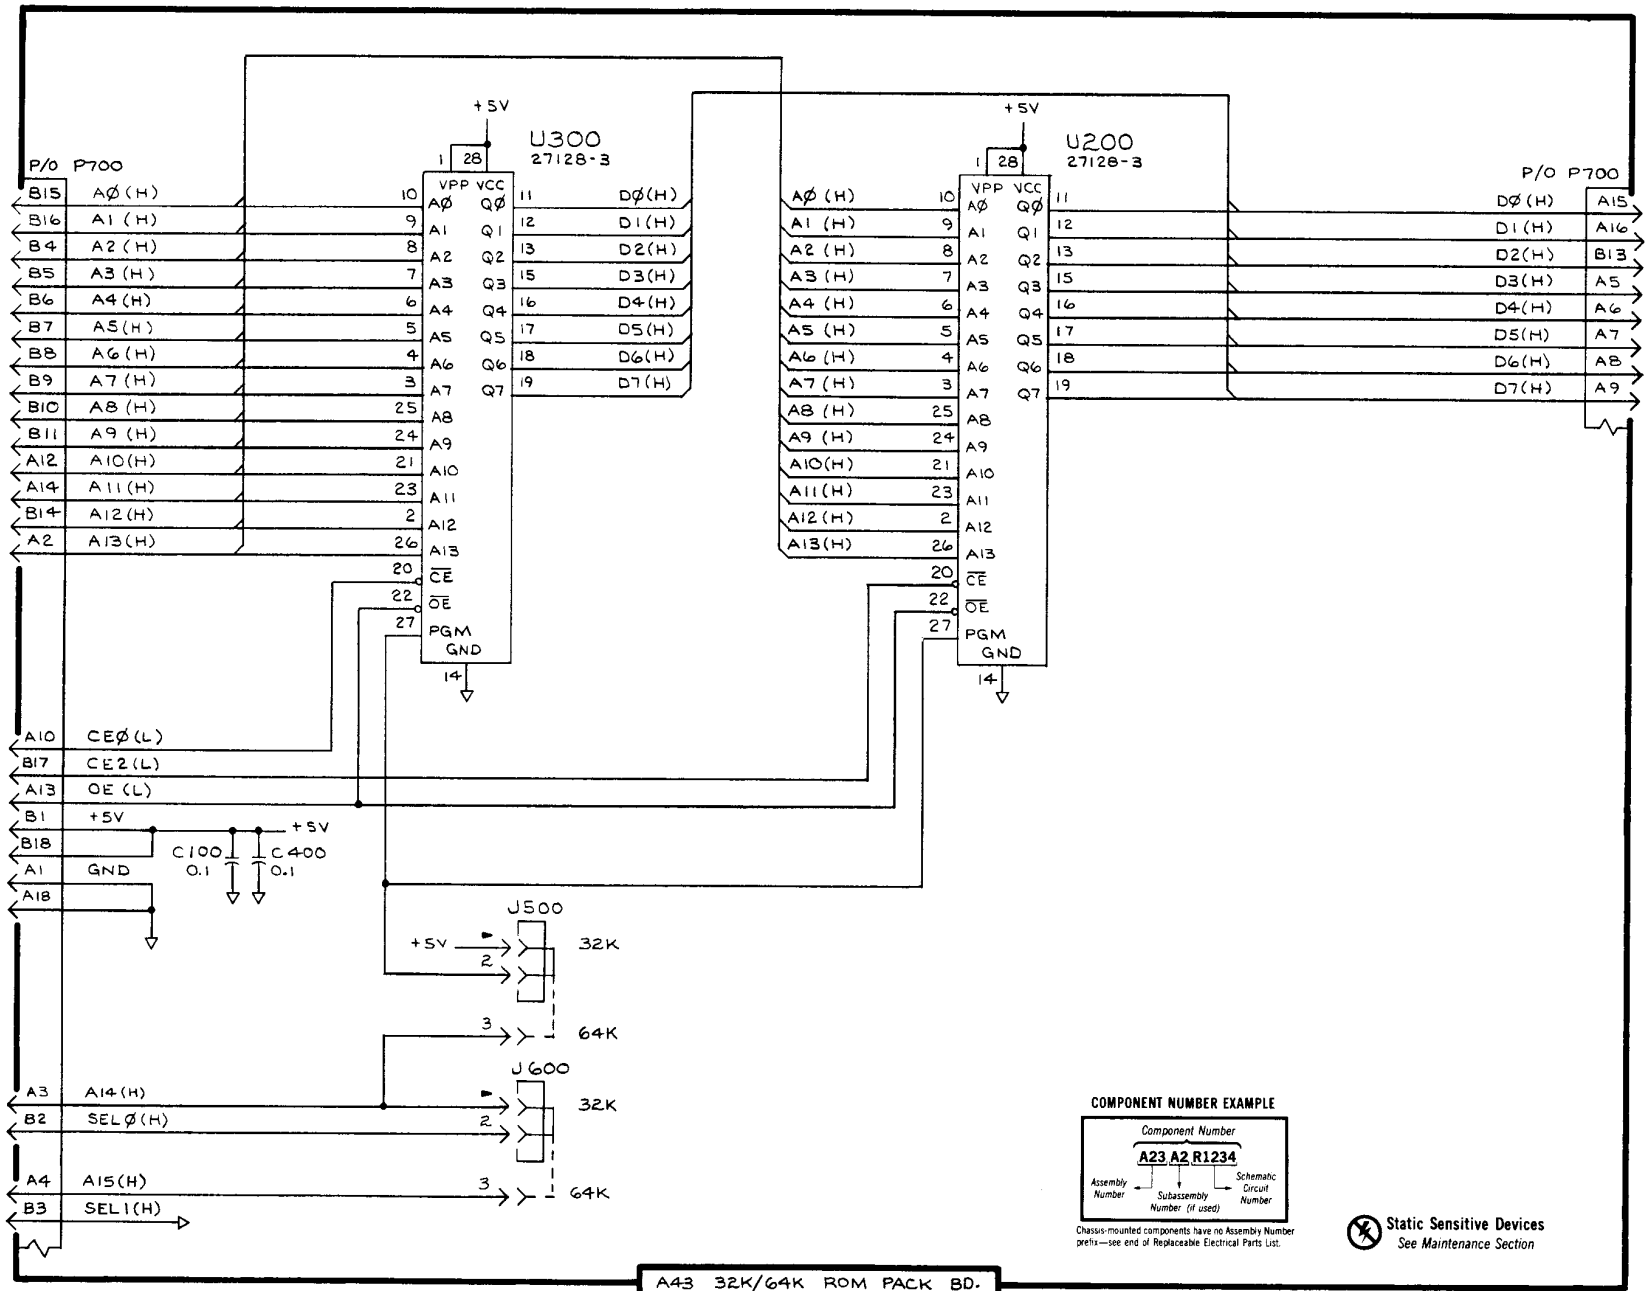 +5V
U300
27128-3
+5V
U200
27128-3
P/O P700
P/O P700
1 28
VPP VCC
1 28
VPP VCC
B15 AØ(H) 10 AØ QØ 11 DØ(H)
B16 A1(H) 9 A1 Q1 12 D1(H)
B4 A2(H) 8 A2 Q2 13 D2(H)
B5 A3(H) 7 A3 Q3 15 D3(H)
B6 A4(H) 6 A4 Q4 16 D4(H)
B7 A5(H) 5 A5 Q5 17 D5(H)
B8 A6(H) 4 A6 Q6 18 D6(H)
B9 A7(H) 3 A7 Q7 19 D7(H)
B10 A8(H) 25 A8
B11 A9(H) 24 A9
A12 A10(H) 21 A10
A14 A11(H) 23 A11
B14 A12(H) 2 A12
A2 A13(H) 26 A13
20 CE
22 OE
27 PGM
GND
14
AØ (H) 10 AØ QØ 11 DØ(H) A15
A1 (H) 9 A1 Q1 12 D1(H) A16
A2 (H) 8 A2 Q2 13 D2(H) B13
A3(H) 7 A3 Q3 15 D3(H) A5
A4 (H) 6 A4 Q4 16 D4(H) A6
A5 (H) 5 A5 Q5 17 D5(H) A7
A6(H) 4 A6 Q6 18 D6(H) A8
A7(H) 3 A7 Q7 19 D7(H) A9
A8 (H) 25 A8
A9 (H) 24 A9
A10(H) 21 A10
A11(H) 23 A11
A12(H) 2 A12
A13(H) 26 A13
20 CE
22 OE
27 PGM
GND
14
A10 CEØ(L)
B17 CE2(L)
A13 OE (L)
B1 +5V
B18
+5V
C100
0.1
C400
0.1
A1 GND
A18
J500
+5V 32K
2
3 64K
J600
A3 A14(H) 32K
B2 SELØ(H) 2
A4 A15(H) 3 64K
B3 SEL1(H)
COMPONENT NUMBER EXAMPLE
Component Number
A23 A2 R1234
Assembly Number
Subassembly Number (if used)
Schematic Circuit Number
Chassis-mounted components have no Assembly Number
prefix—see end of Replaceable Electrical Parts List.
Static Sensitive Devices
See Maintenance Section
A43 32K/64K ROM PACK BD.